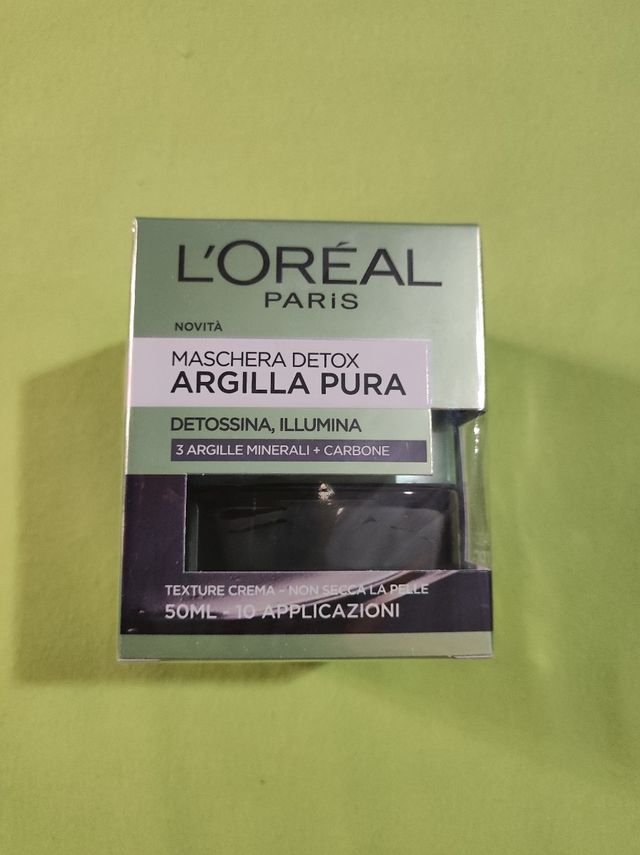 L'ORÉAL
PARiS
NOVITÀ
MASCHERA DETOX
ARGILLA PURA
DETOSSINA, ILLUMINA
3 ARGILLE MINERALI + CARBONE
TEXTURE CREMA - NON SECCA LA PELLE
50ML - 10 APPLICAZIONI